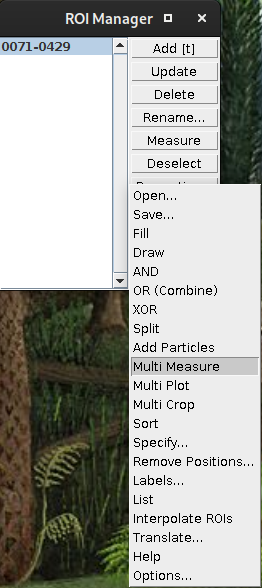 ROI Manager
0071-0429
Add [t]
Update
Delete
Rename...
Measure
Deselect
Open...
Save...
Fill
Draw
AND
OR (Combine)
XOR
Split
Add Particles
Multi Measure
Multi Plot
Multi Crop
Sort
Specify...
Remove Positions...
Labels...
List
Interpolate ROIs
Translate...
Help
Options...